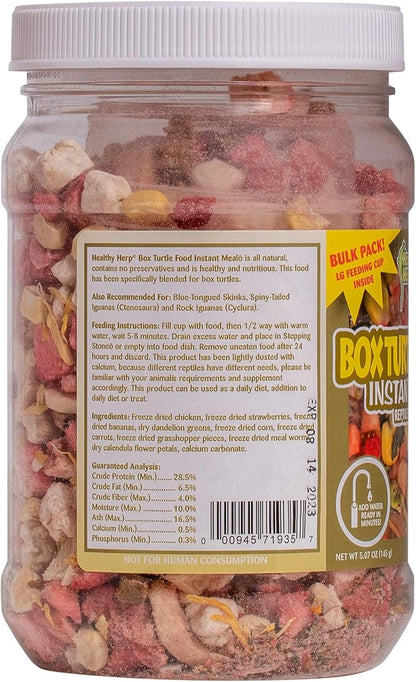 Healthy Herp® Box Turtle Food Instant Mealô is all natural,
contains no preservatives and is healthy and nutritious. This food
has been specifically blended for box turtles.
Also Recommended For: Blue-Tongued Skinks, Spiny-Tailed
Iguanas (Ctenosaura) and Rock Iguanas (Cyclura).
Feeding Instructions: Fill cup with food, then 1/2 way with warm
water, wait 5-8 minutes. Drain excess water and place in Stepping
Stoneô or empty into food dish. Remove uneaten food after 24
hours and discard. This product has been lightly dusted with
calcium, because different reptiles have different needs, please be
familiar with your animals requirements and supplement
accordingly. This product can be used as a daily diet, addition to
daily diet or treat.
Ingredients: Freeze dried chicken, freeze dried strawberries, freeze
dried bananas, dry dandelion greens, freeze dried corn, freeze dried
carrots, freeze dried grasshopper pieces, freeze dried meal worms,
dry calendula flower petals, calcium carbonate.
Guaranteed Analysis:
Crude Protein (Min.)...... 28.5%
Crude Fat (Min.) ............ 6.5%
Crude Fiber (Max.) ......... 4.0%
Moisture (Max.) ............ 10.0%
Ash (Max.) .................... 16.5%
Calcium (Min.) ................ 0.5%
Phosphorus (Min.) .......... 0.3%
NOT FOR HUMAN CONSUMPTION
EXP 08 14 2023
0 00945 71935 7
BULK PACK!
LG FEEDING CUP
INSIDE
BOX TUR
INSTAN
REPTIL
ADD WATER
READY IN
MINUTES!
NET WT 5.07 OZ (145 g)